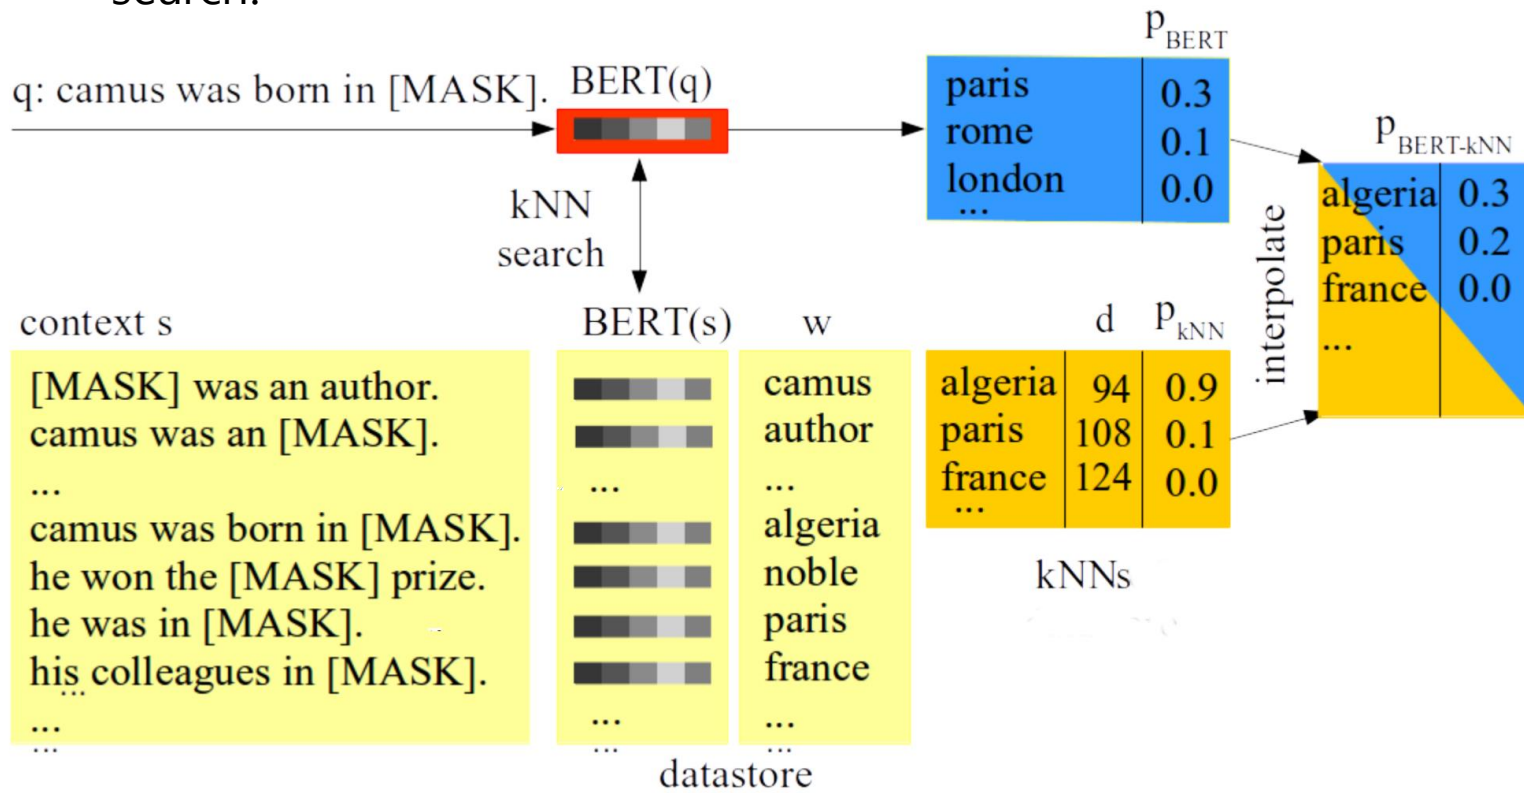 search.
q: camus was born in [MASK].
BERT(q)
kNN
search
p_BERT
paris 0.3
rome 0.1
london 0.0
...
p_BERT-kNN
algeria 0.3
paris 0.2
france 0.0
...
interpolate
context s
[MASK] was an author.
camus was an [MASK].
...
camus was born in [MASK].
he won the [MASK] prize.
he was in [MASK].
his colleagues in [MASK].
...
...
...
BERT(s)
...
...
...
w
camus
author
...
algeria
noble
paris
france
...
...
datastore
d p_kNN
algeria 94 0.9
paris 108 0.1
france 124 0.0
...
kNNs